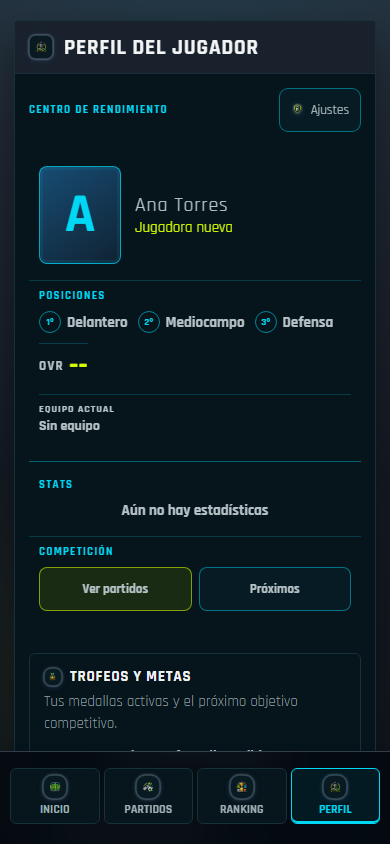 PERFIL DEL JUGADOR
CENTRO DE RENDIMIENTO
Ajustes
A
Ana Torres
Jugadora nueva
POSICIONES
1º Delantero 2º Mediocampo 3º Defensa
OVR --
EQUIPO ACTUAL
Sin equipo
STATS
Aún no hay estadísticas
COMPETICIÓN
Ver partidos
Próximos
TROFEOS Y METAS
Tus medallas activas y el próximo objetivo
competitivo.
INICIO
PARTIDOS
RANKING
PERFIL